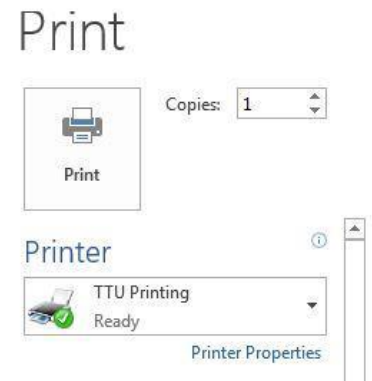 Print
Copies: 1
Print
Printer
TTU Printing
Ready
Printer Properties